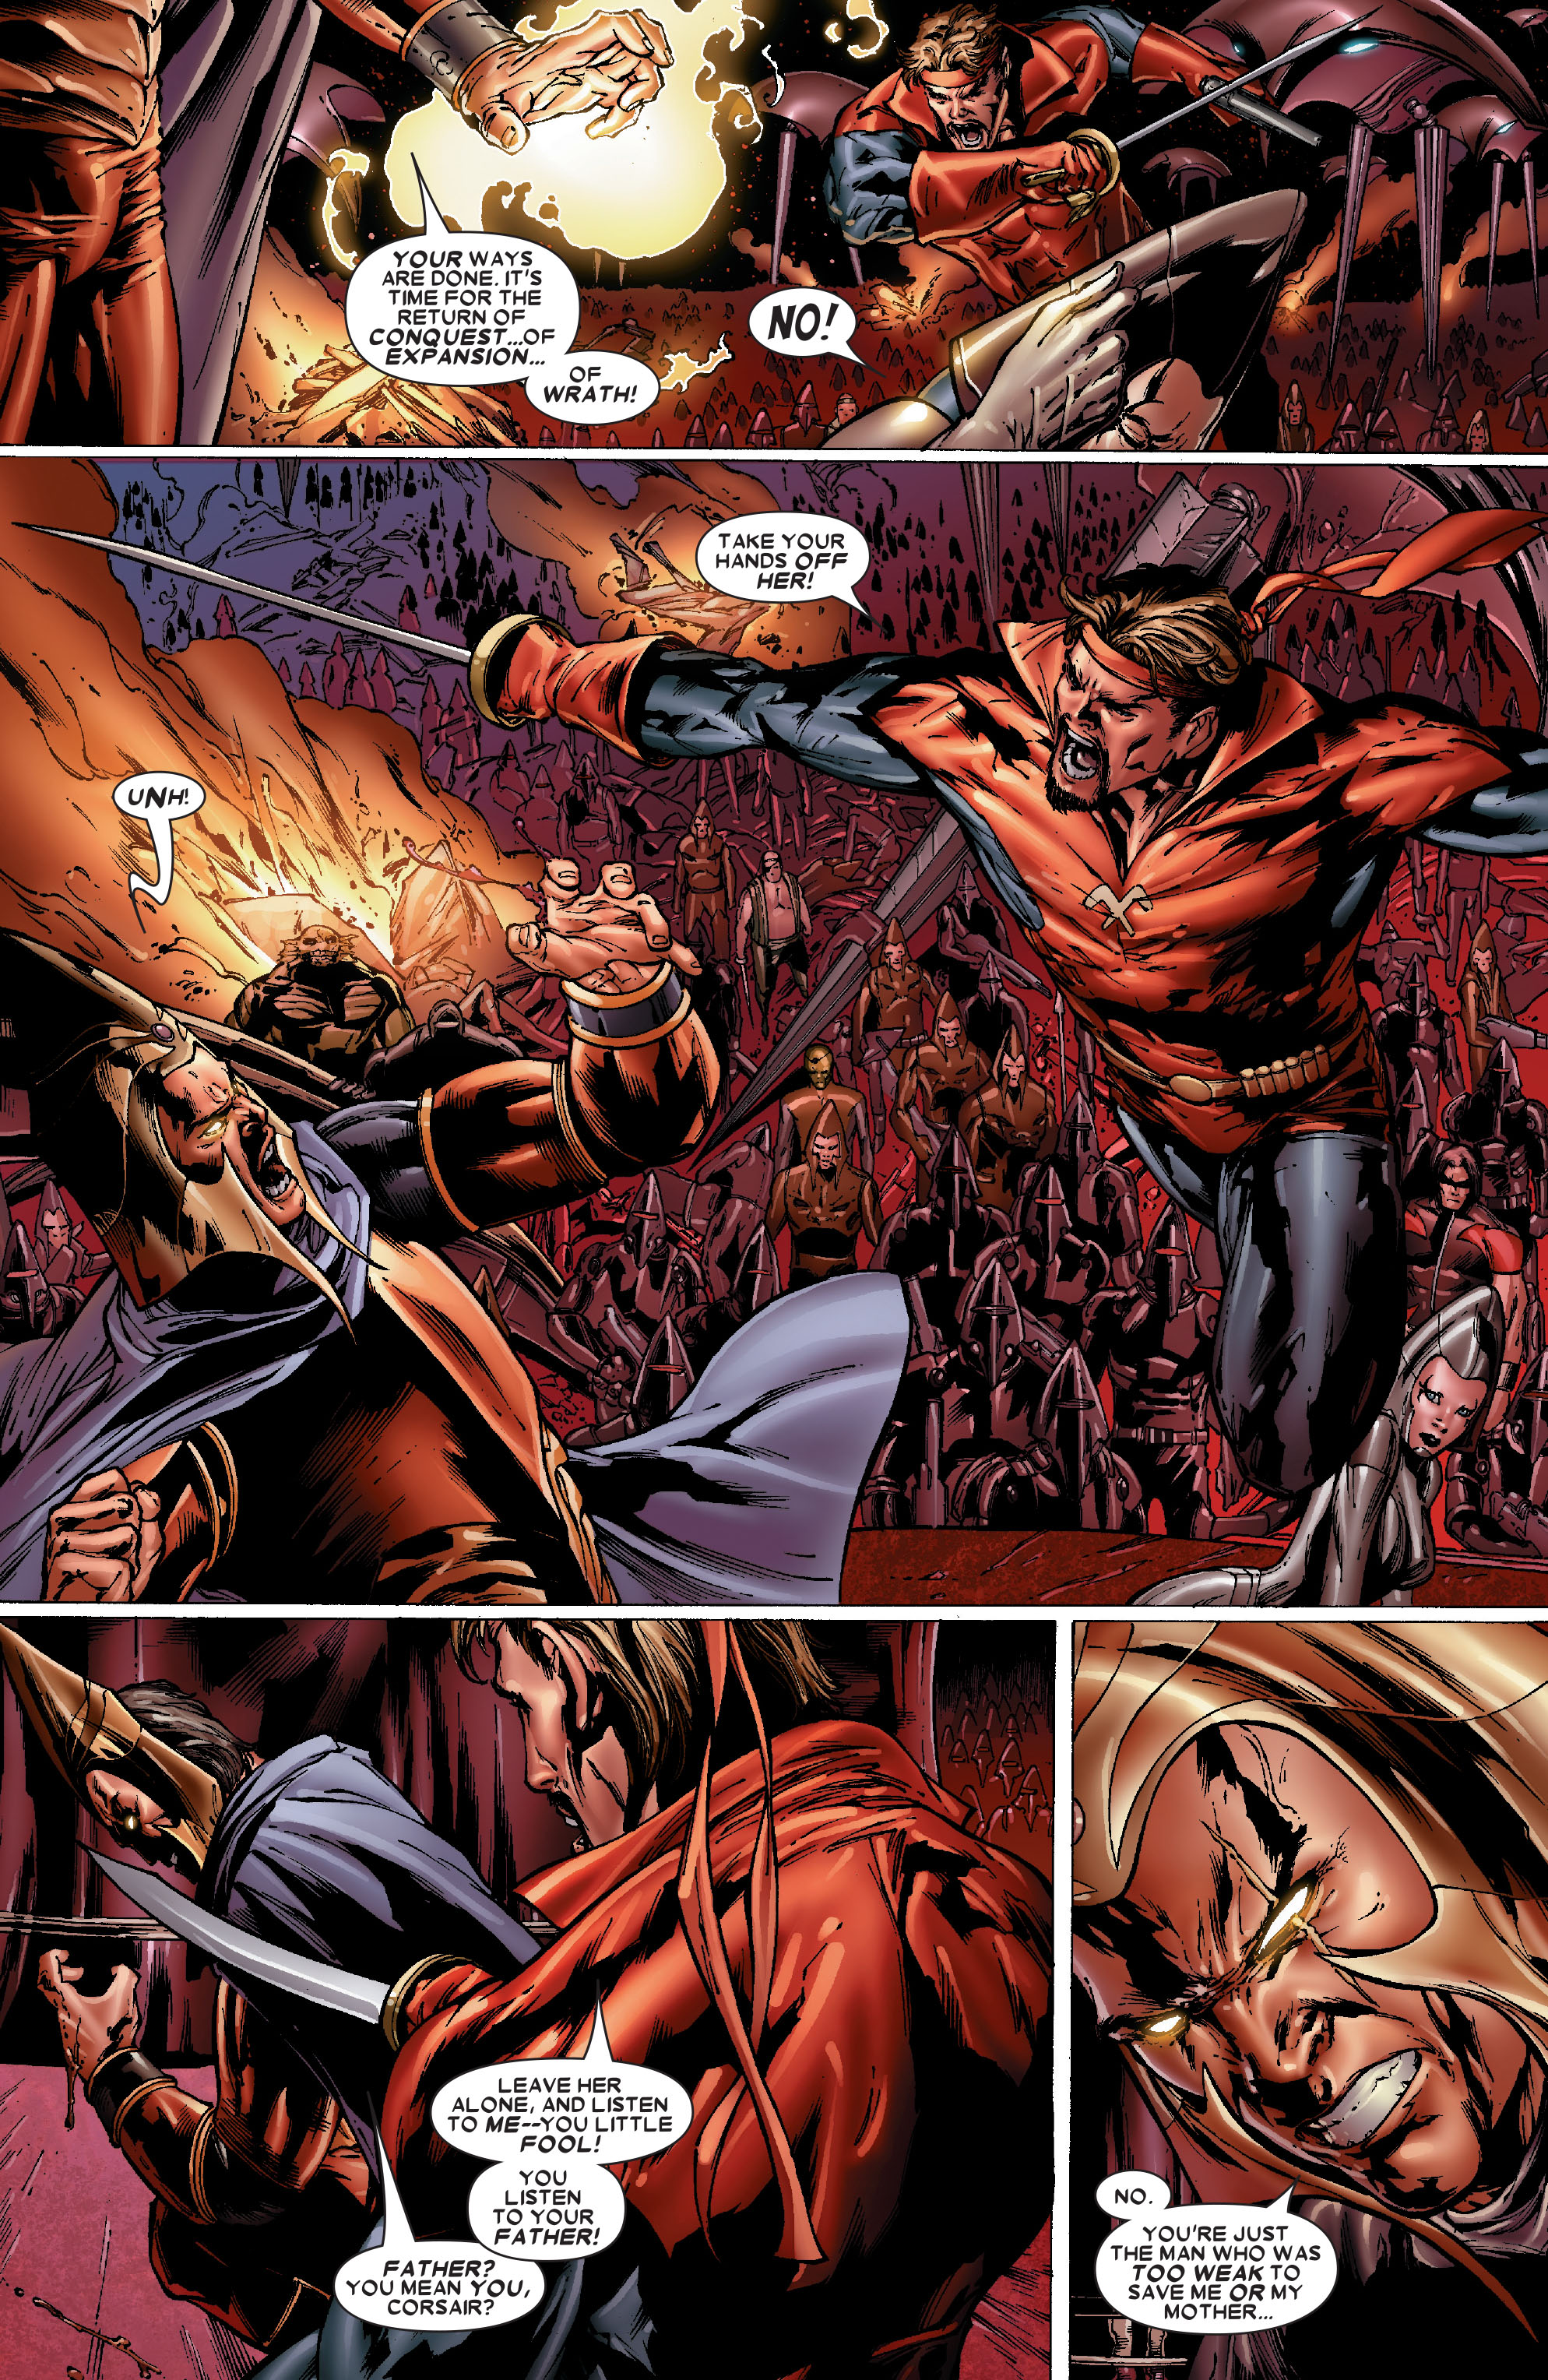 YOUR WAYS
ARE DONE. IT'S
TIME FOR THE
RETURN OF
CONQUEST...OF
EXPANSION...
OF
WRATH!
NO!
TAKE YOUR
HANDS OFF
HER!
UNH!
LEAVE HER
ALONE, AND LISTEN
TO ME--YOU LITTLE
FOOL!
YOU
LISTEN
TO YOUR
FATHER!
FATHER?
YOU MEAN YOU,
CORSAIR?
NO.
YOU'RE JUST
THE MAN WHO WAS
TOO WEAK TO
SAVE ME OR MY
MOTHER...